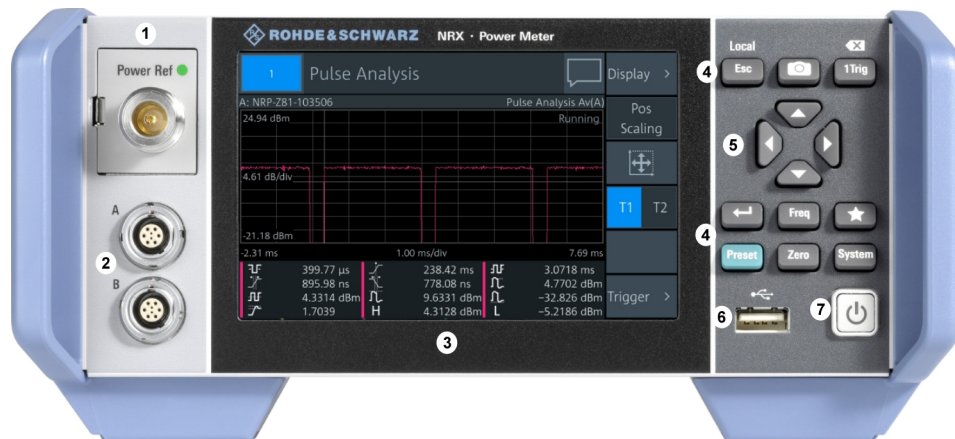 1
Power Ref
A
2
B
ROHDE&SCHWARZ NRX · Power Meter
1 Pulse Analysis
Display >
A: NRP-Z81-103506 Pulse Analysis Av(A)
24.94 dBm Running
4.61 dB/div
-21.18 dBm
-2.31 ms 1.00 ms/div 7.69 ms
Pos
Scaling
T1 T2
Trigger >
399.77 µs 238.42 ms 3.0718 ms
895.98 ns 778.08 ns 4.7702 dBm
4.3314 dBm 9.6331 dBm −32.826 dBm
1.7039 H 4.3128 dBm L −5.2186 dBm
3
Local
4 Esc 1Trig
5
Freq
4
Preset Zero System
6
7